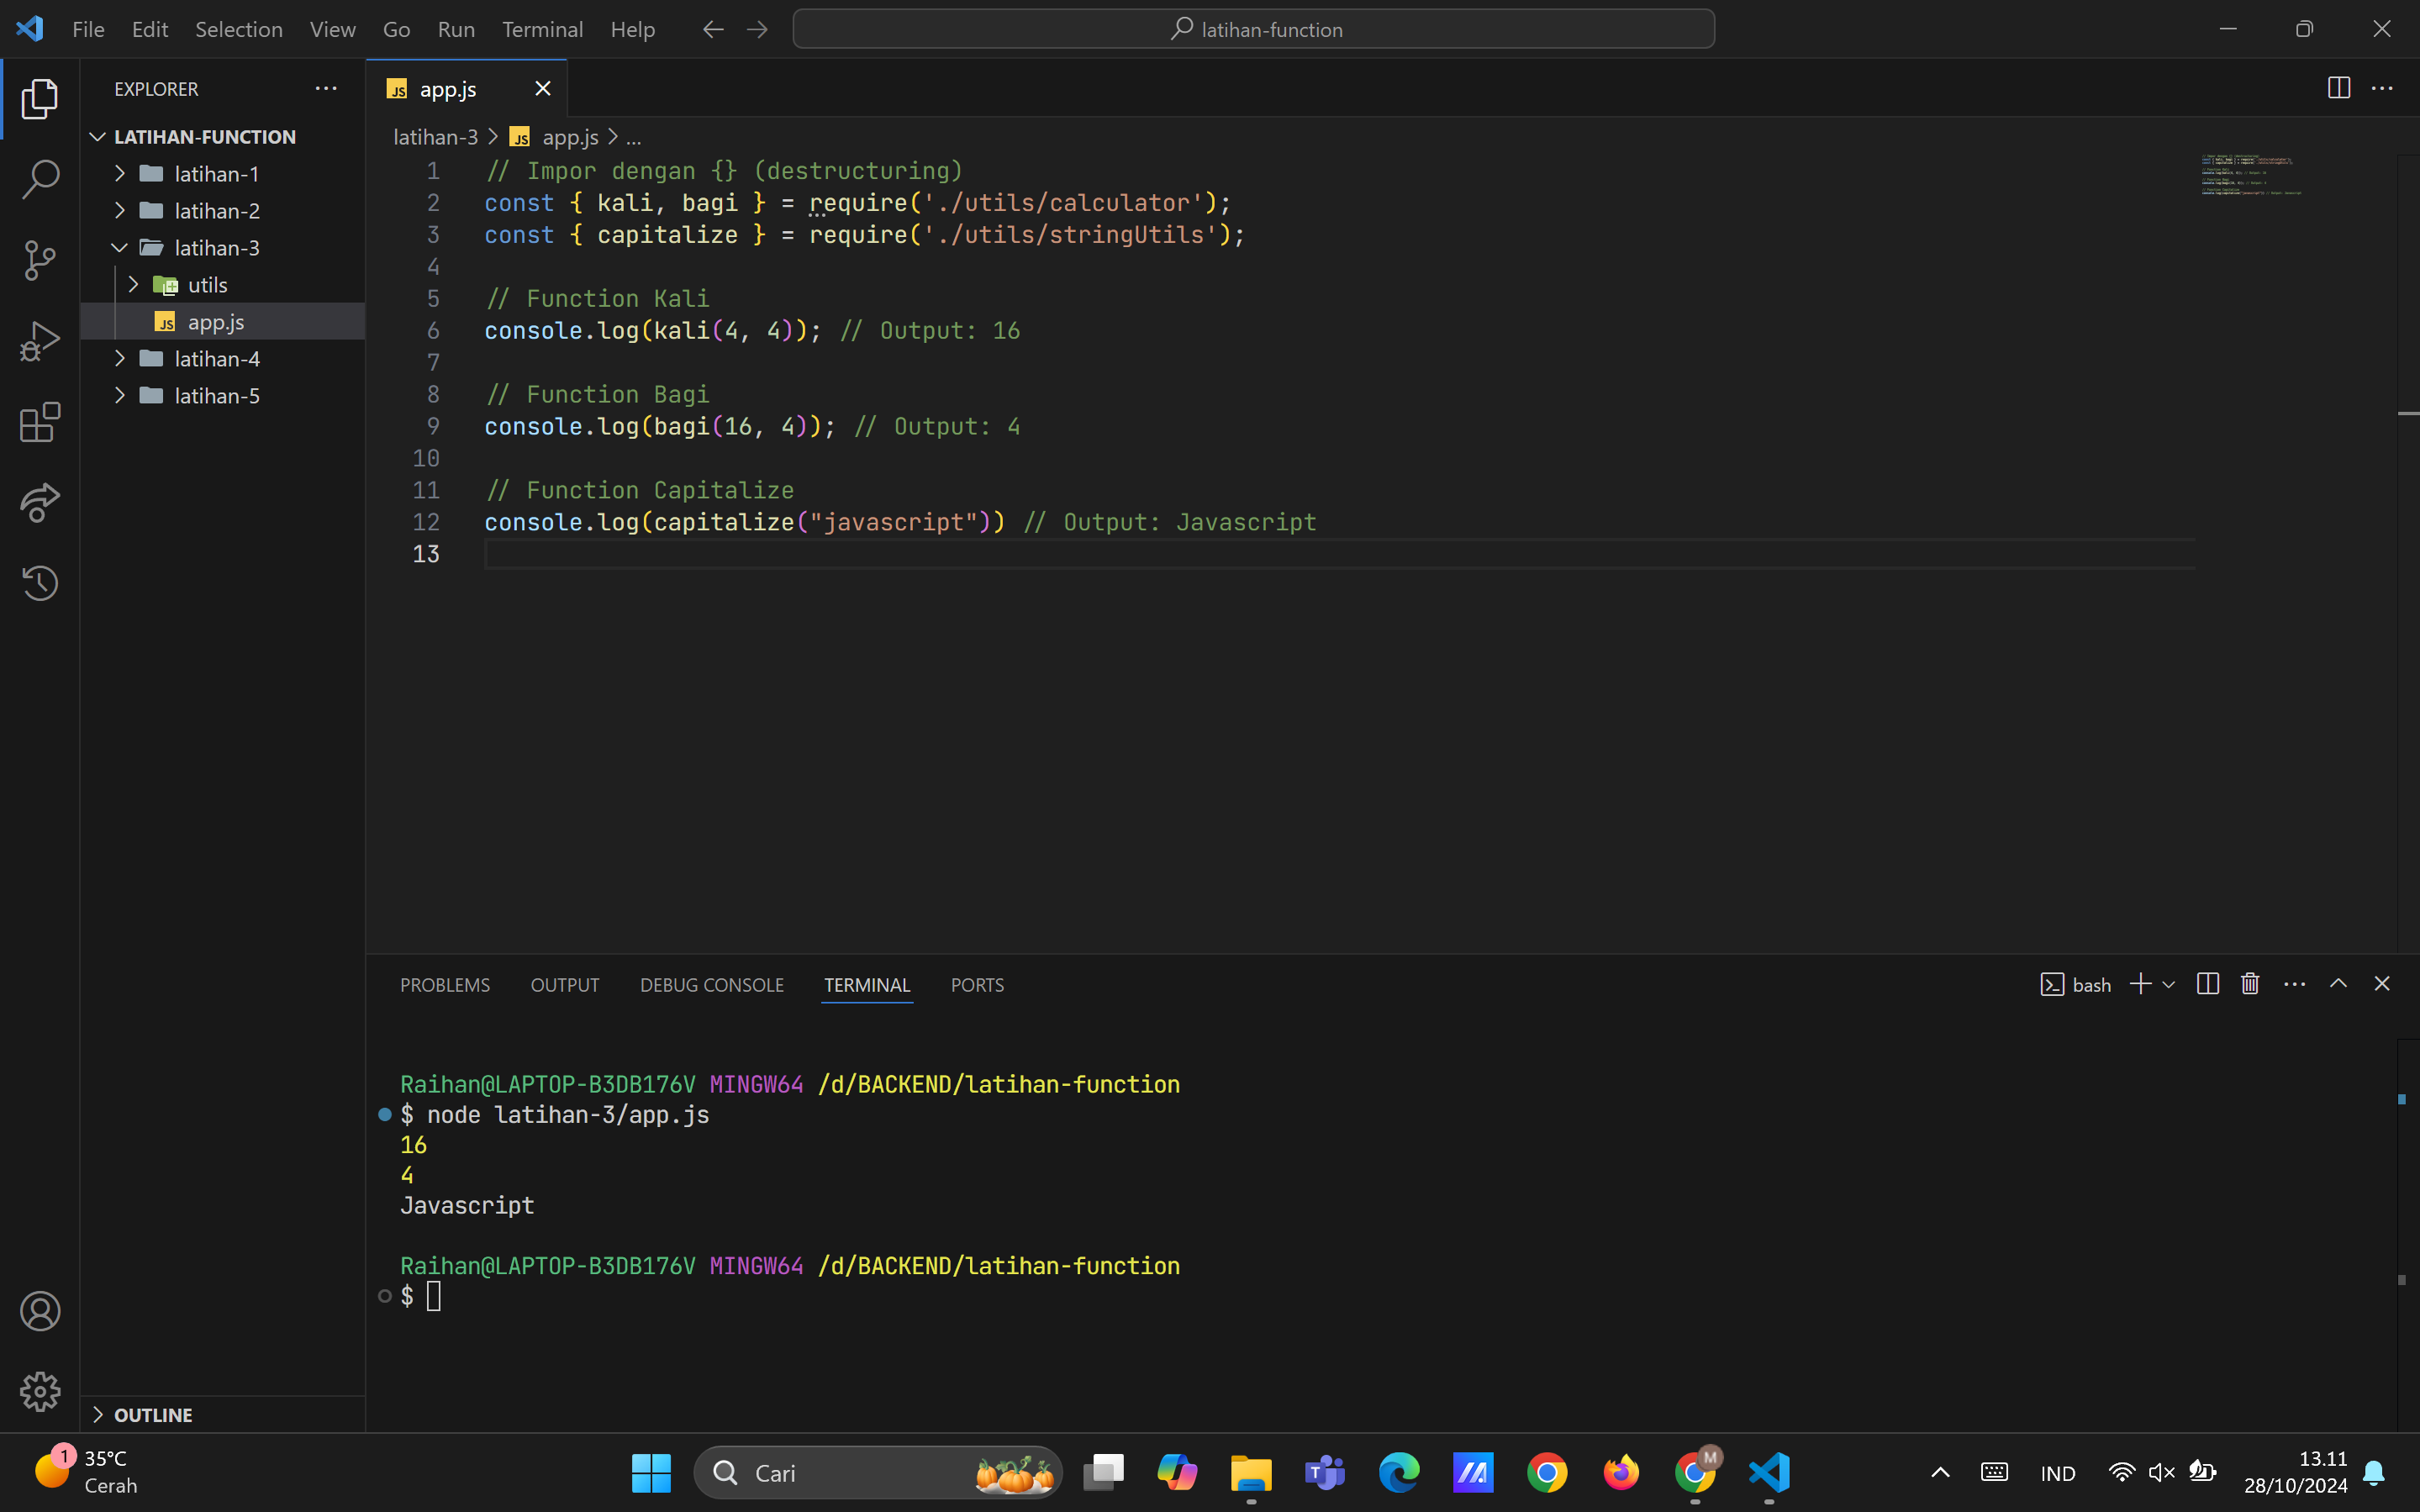 File Edit Selection View Go Run Terminal Help
latihan-function
EXPLORER
LATIHAN-FUNCTION
latihan-1
latihan-2
latihan-3
utils
JS app.js
latihan-4
latihan-5
OUTLINE
JS app.js
latihan-3 > JS app.js > ...
1 // Impor dengan {} (destructuring)
2 const { kali, bagi } = require('./utils/calculator');
3 const { capitalize } = require('./utils/stringUtils');
4
5 // Function Kali
6 console.log(kali(4, 4)); // Output: 16
7
8 // Function Bagi
9 console.log(bagi(16, 4)); // Output: 4
10
11 // Function Capitalize
12 console.log(capitalize("javascript")) // Output: Javascript
13
PROBLEMS OUTPUT DEBUG CONSOLE TERMINAL PORTS
bash
Raihan@LAPTOP-B3DB176V MINGW64 /d/BACKEND/latihan-function
$ node latihan-3/app.js
16
4
Javascript
Raihan@LAPTOP-B3DB176V MINGW64 /d/BACKEND/latihan-function
$
1
35°C
Cerah
Cari
T
M
IND
13.11
28/10/2024